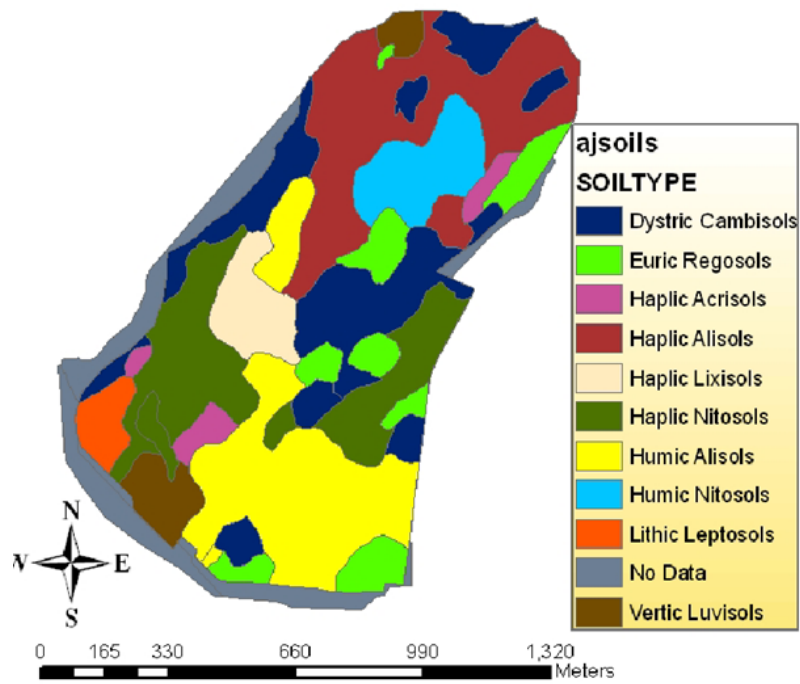 ajsoils
SOILTYPE
Dystric Cambisols
Euric Regosols
Haplic Acrisols
Haplic Alisols
Haplic Lixisols
Haplic Nitosols
Humic Alisols
Humic Nitosols
Lithic Leptosols
No Data
Vertic Luvisols
N
W E
S
0 165 330 660 990 1,320
Meters